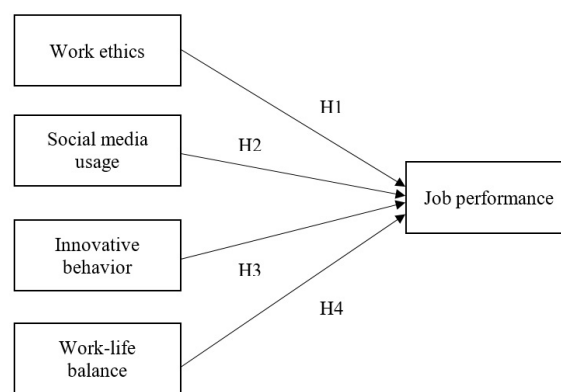 Work ethics
H1
Social media
usage
H2
Job performance
Innovative
behavior
H3
H4
Work-life
balance